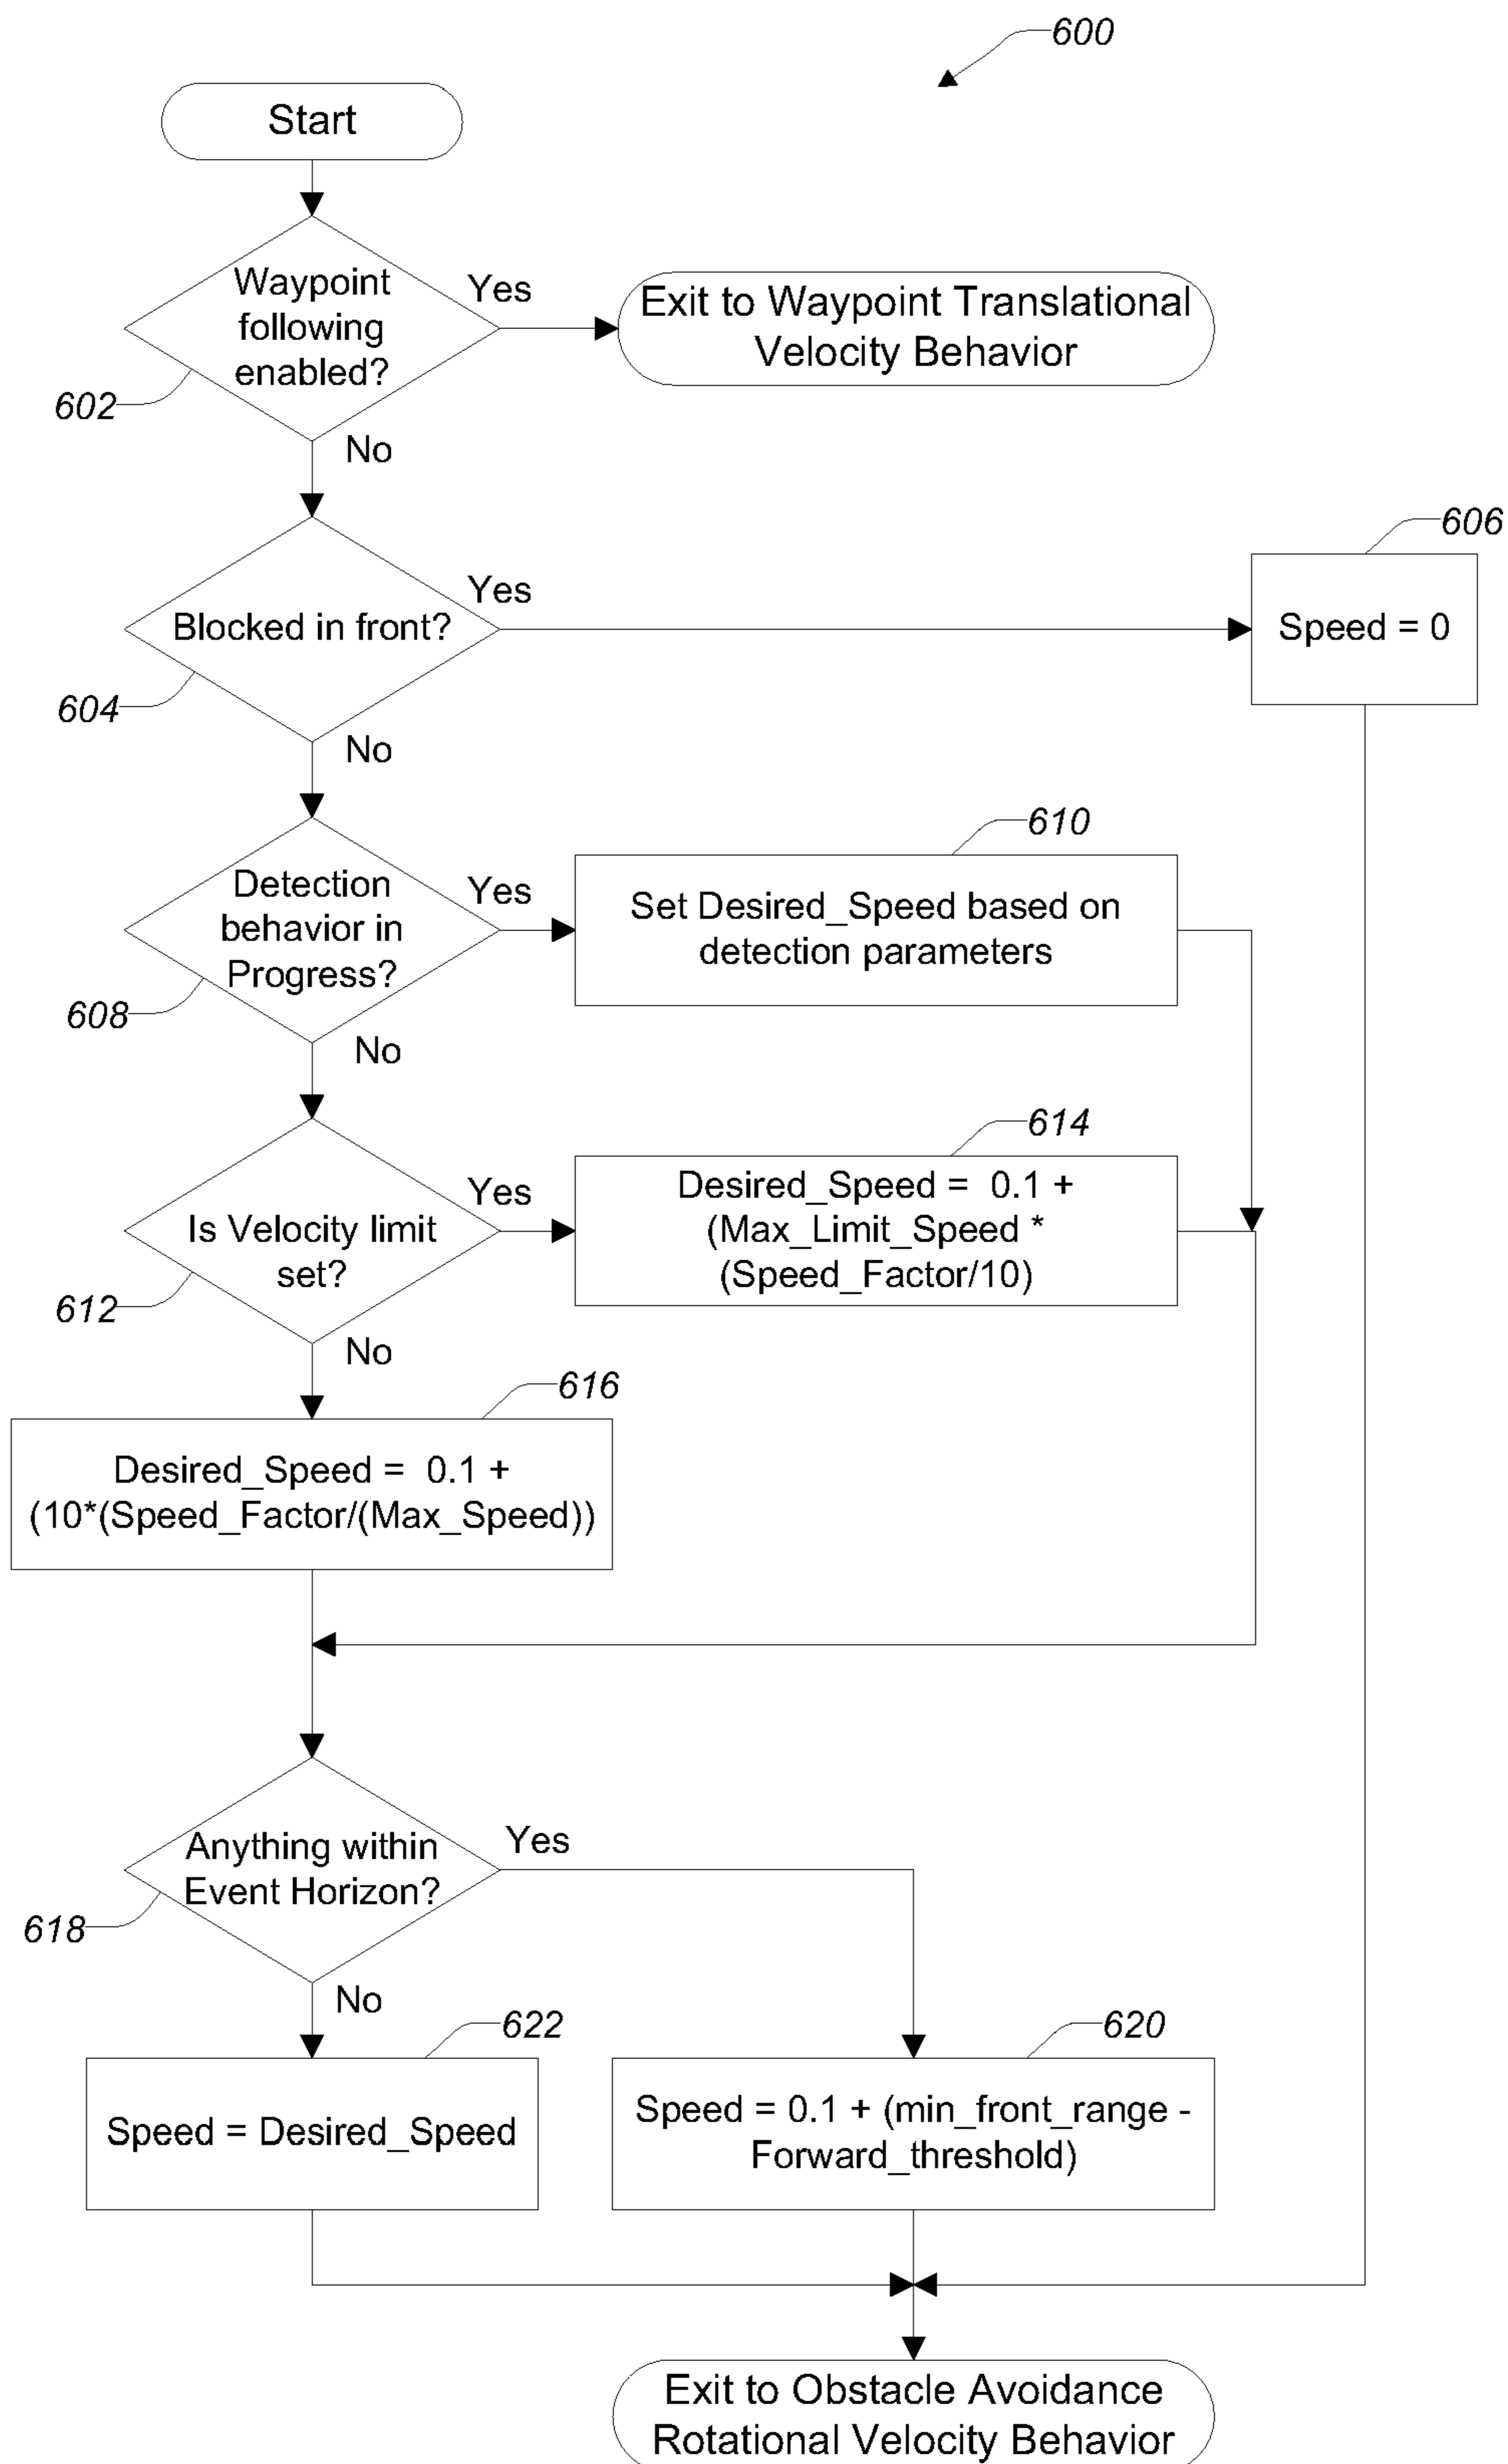 600
Start
Waypoint
following
enabled?
Yes
Exit to Waypoint Translational
Velocity Behavior
602
No
606
Blocked in front?
Yes
Speed = 0
604
No
610
Detection
behavior in
Progress?
Yes
Set Desired_Speed based on
detection parameters
608
No
614
Is Velocity limit
set?
Yes
Desired_Speed = 0.1 +
(Max_Limit_Speed *
(Speed_Factor/10)
612
No
616
Desired_Speed = 0.1 +
(10*(Speed_Factor/(Max_Speed))
Anything within
Event Horizon?
Yes
618
No
622
620
Speed = Desired_Speed
Speed = 0.1 + (min_front_range -
Forward_threshold)
Exit to Obstacle Avoidance
Rotational Velocity Behavior